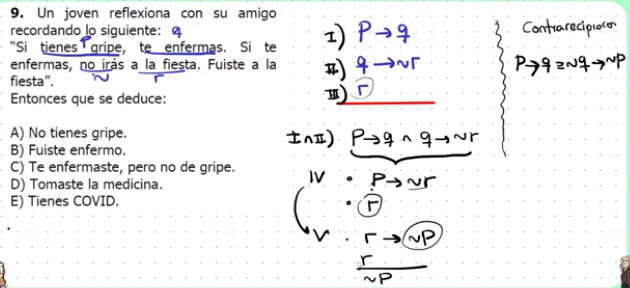 9. Un joven reflexiona con su amigo
recordando lo siguiente: q
"Si tienes gripe, te enfermas. Si te
p
enfermas, no irás a la fiesta. Fuiste a la
~ r
fiesta".
Entonces que se deduce:
A) No tienes gripe.
B) Fuiste enfermo.
C) Te enfermaste, pero no de gripe.
D) Tomaste la medicina.
E) Tienes COVID.
I) P→q
II) q→~r
III) r
I∧II) P→q ∧ q→~r
IV • P→~r
• r
V • r→~P
r
~P
Contrarecíproco
P→q≡~q→~P